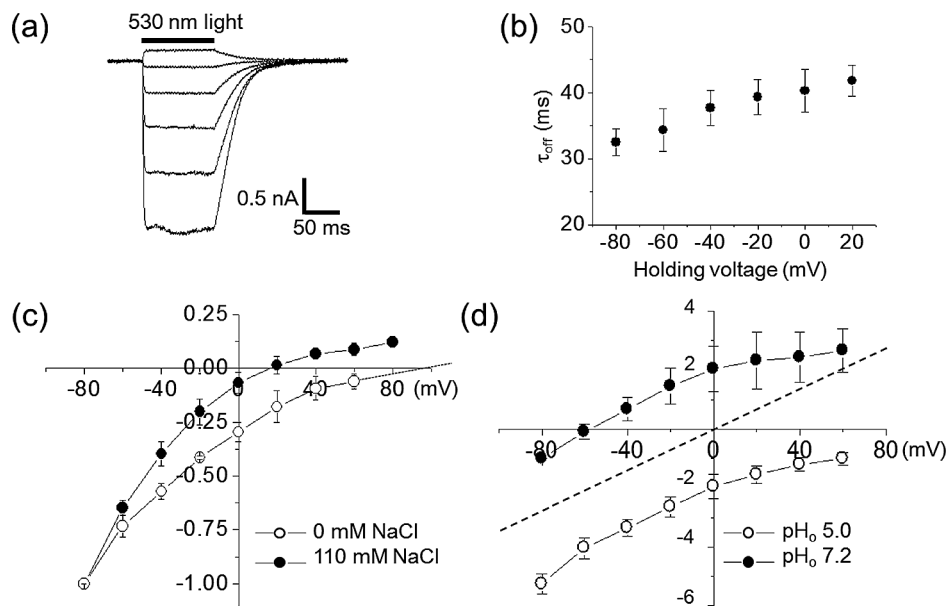 (a)
530 nm light
0.5 nA
50 ms
(b)
50
40
30
20
τoff (ms)
-80 -60 -40 -20 0 20
Holding voltage (mV)
(c)
0.25
0.00
-0.25
-0.50
-0.75
-1.00
-80 -40 0 40 80 (mV)
0 mM NaCl
110 mM NaCl
(d)
4
2
0
-2
-4
-6
-80 -40 0 40 80
(mV)
pHo 5.0
pHo 7.2